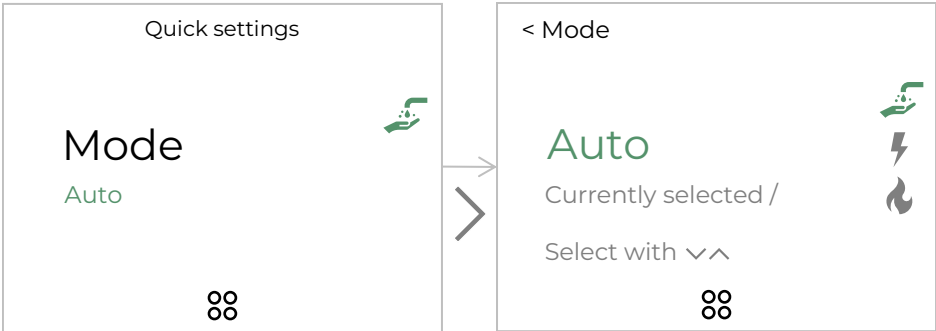 Quick settings
Mode
Auto
< Mode
Auto
Currently selected /
Select with ⌵⌃